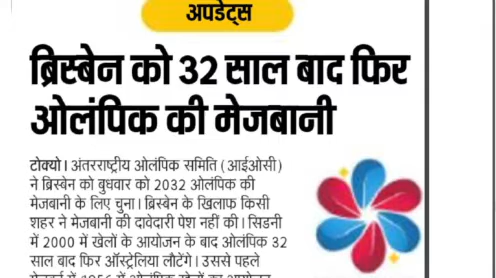 अपडेट्स
ब्रिस्बेन को 32 साल बाद फिर
ओलंपिक की मेजबानी
टोक्यो। अंतरराष्ट्रीय ओलंपिक समिति (आईओसी)
ने ब्रिस्बेन को बुधवार को 2032 ओलंपिक की
मेजबानी के लिए चुना। ब्रिस्बेन के खिलाफ किसी
शहर ने मेजबानी की दावेदारी पेश नहीं की। सिडनी
में 2000 में खेलों के आयोजन के बाद ओलंपिक 32
साल बाद फिर ऑस्ट्रेलिया लौटेंगे। उससे पहले